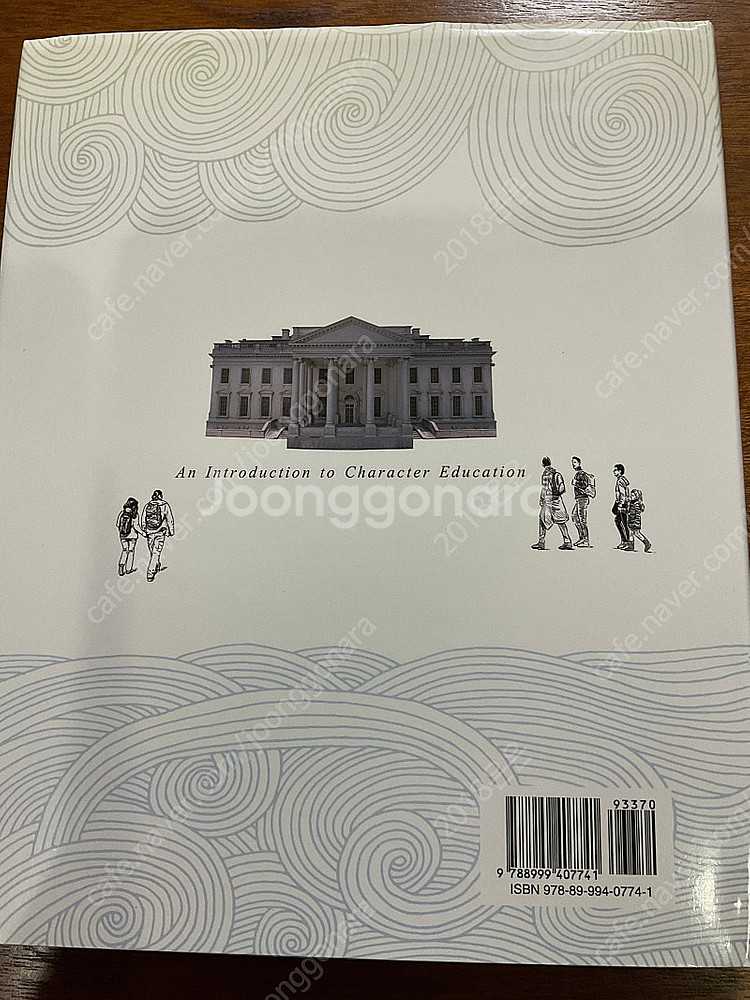 An Introduction to Character Education
Joonggonara
93370
9 788999 407741
ISBN 978-89-994-0774-1
cafe.naver.com/joonggonara